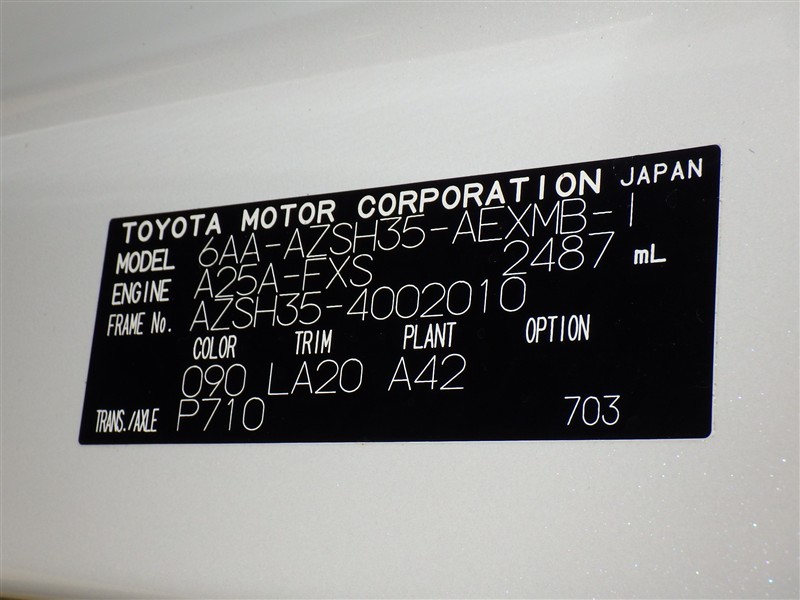 TOYOTA MOTOR CORPORATION JAPAN
MODEL 6AA-AZSH35-AEXMB-I
ENGINE A25A-FXS 2487 mL
FRAME No. AZSH35-4002010
COLOR TRIM PLANT OPTION
090 LA20 A42
TRANS./AXLE P710 703